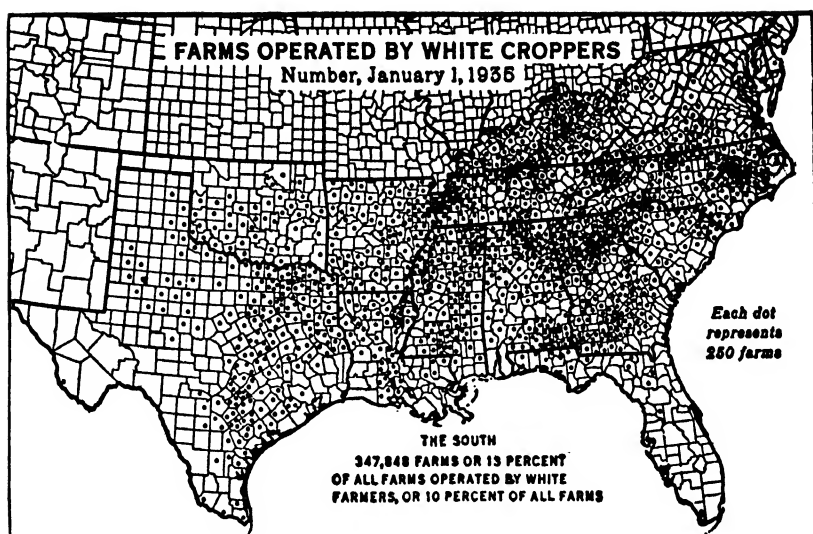 FARMS OPERATED BY WHITE CROPPERS
Number, January 1, 1935
Each dot
represents
250 farms
THE SOUTH
347,848 FARMS OR 13 PERCENT
OF ALL FARMS OPERATED BY WHITE
FARMERS, OR 10 PERCENT OF ALL FARMS